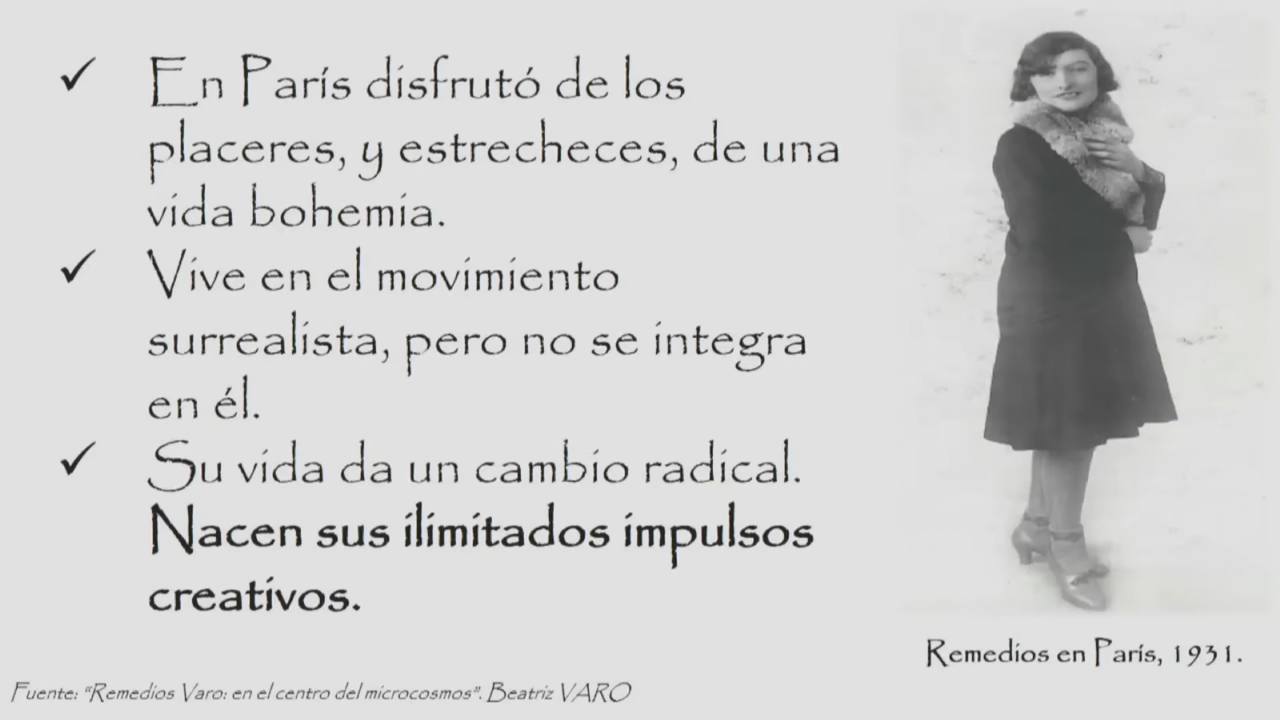 ✓ En París disfrutó de los
placeres, y estrecheces, de una
vida bohemia.
✓ Vive en el movimiento
surrealista, pero no se integra
en él.
✓ Su vida da un cambio radical.
Nacen sus ilimitados impulsos
creativos.
Remedios en París, 1931.
Fuente: "Remedios Varo: en el centro del microcosmos". Beatriz VARO